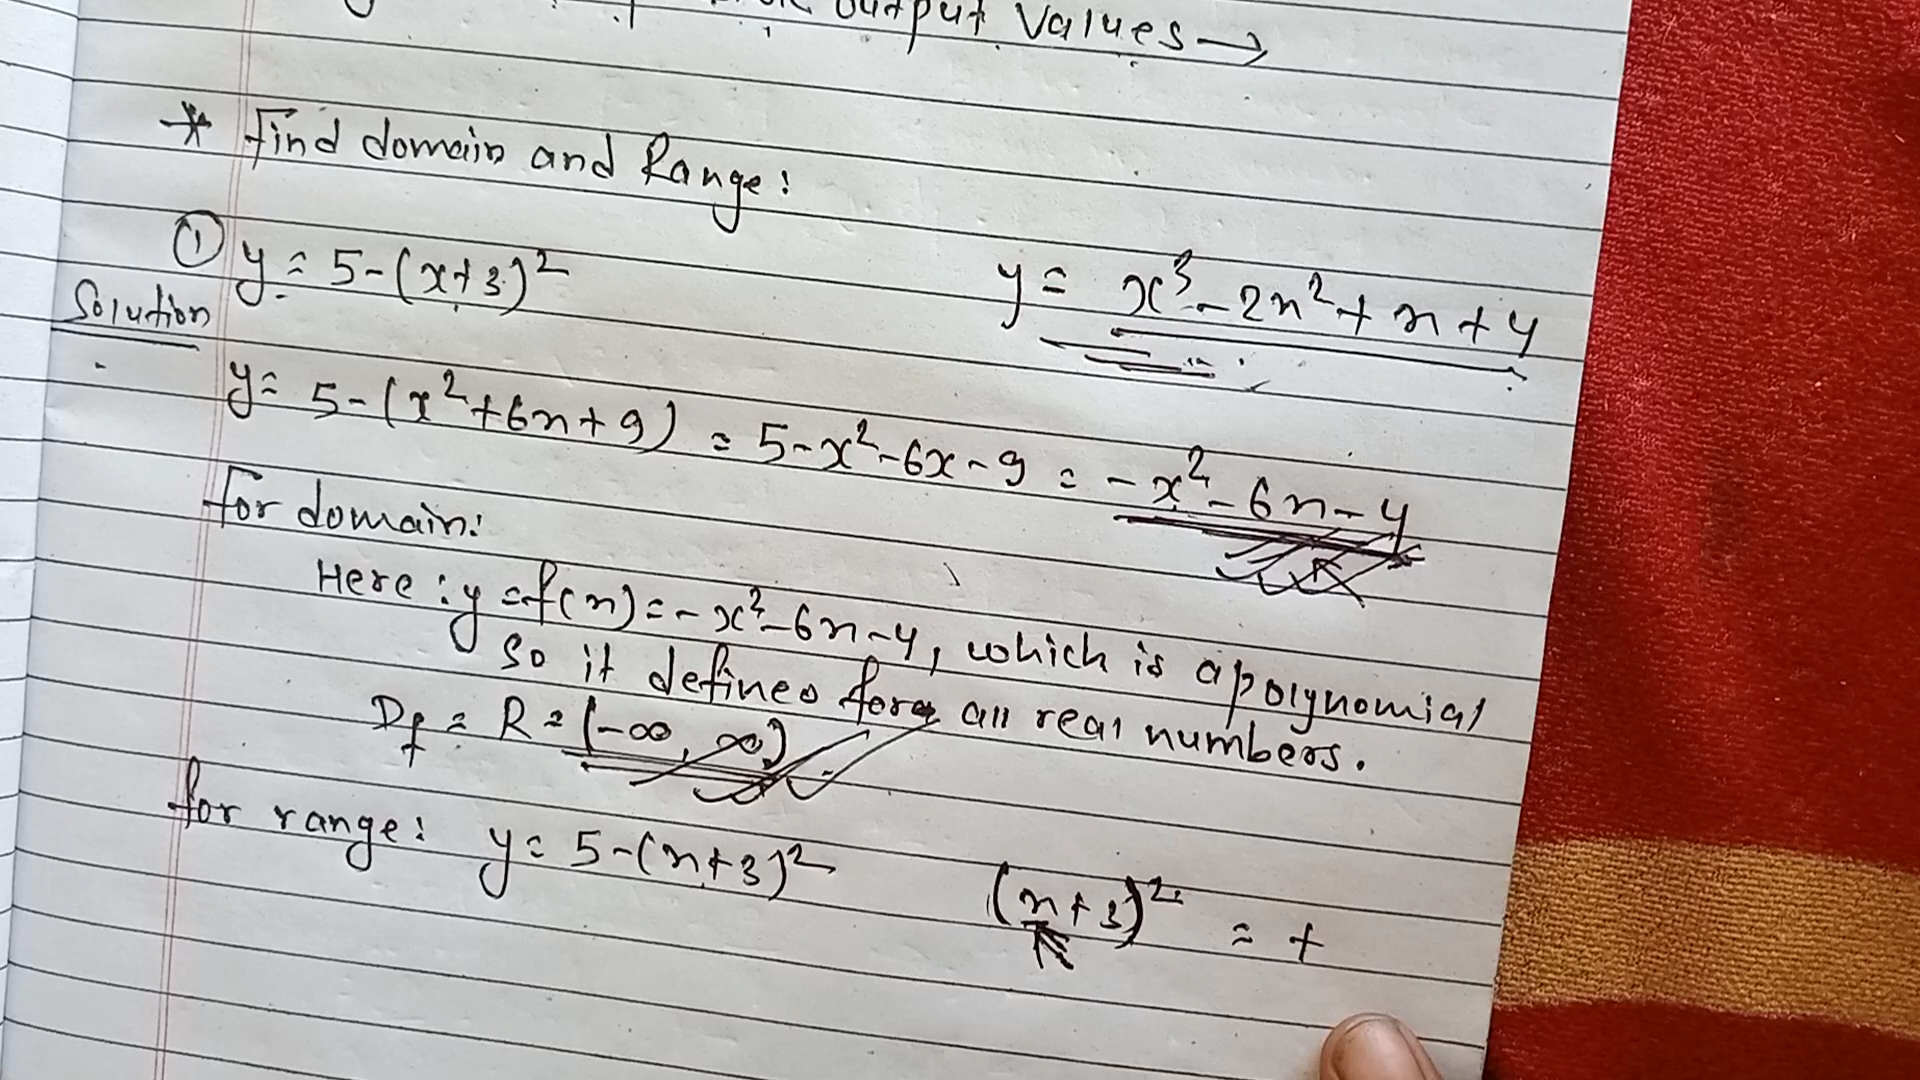 output values →
* Find domain and Range:
① y = 5-(x+3)²
y = x³-2x²+x+4
Solution
y = 5-(x²+6x+9) = 5-x²-6x-9 = -x²-6x-4
for domain:
Here: y = f(x) = -x²-6x-4, which is a polynomial
So it defines for all real numbers.
D_f = R = (-∞, ∞)
for range: y = 5-(x+3)²
(x+3)² = +